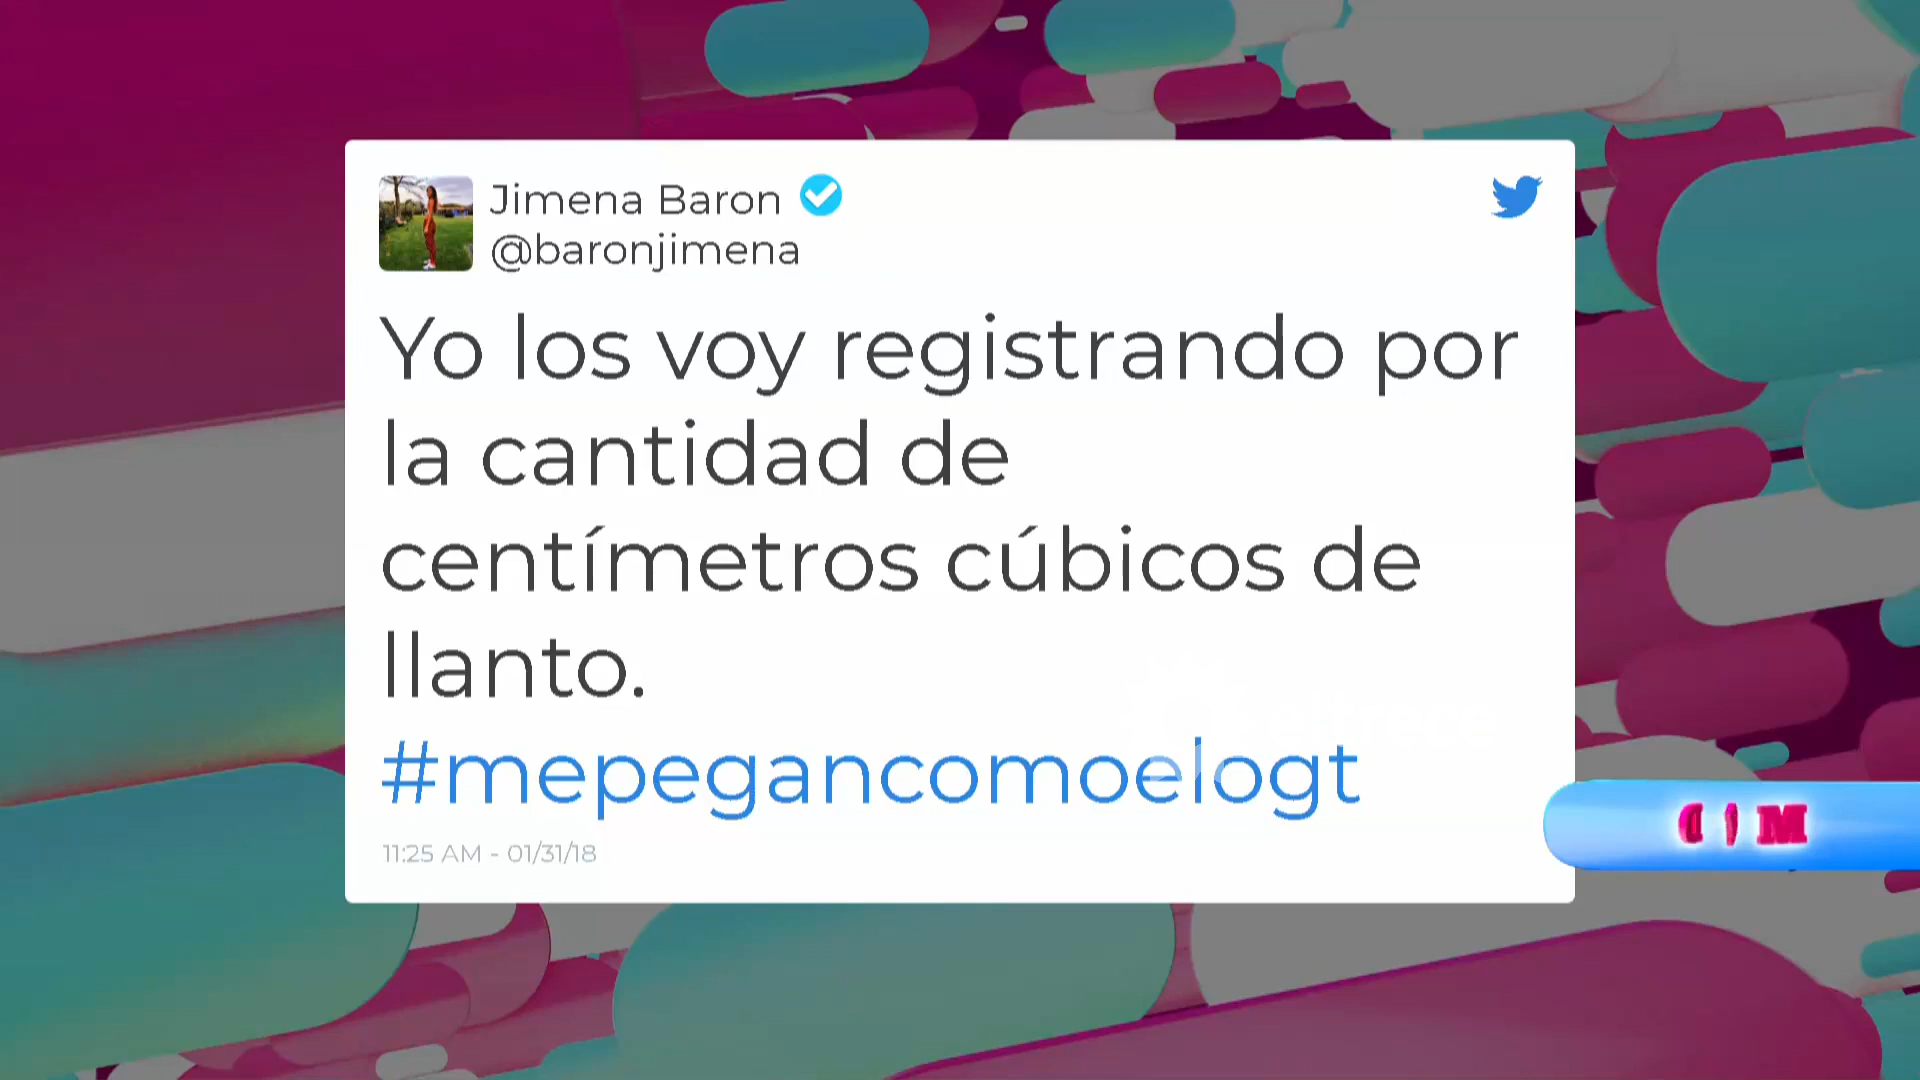 Jimena Baron
@baronjimena
Yo los voy registrando por
la cantidad de
centímetros cúbicos de
llanto.
#mepegancomoelogt
11:25 AM - 01/31/18
eltrece